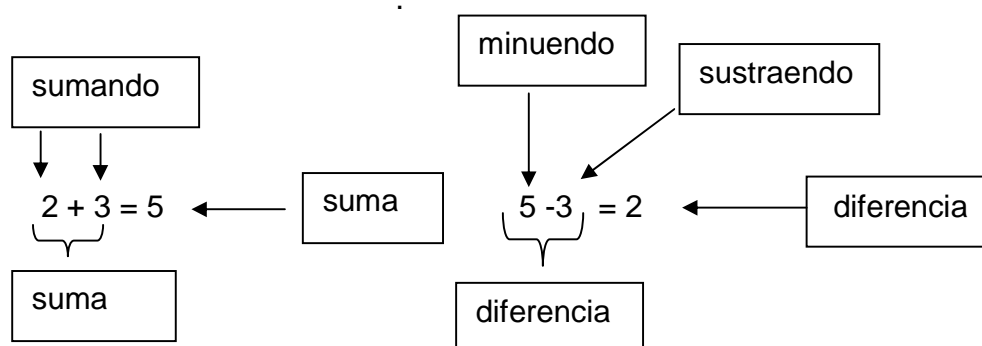 minuendo
sumando
sustraendo
2 + 3 = 5
suma
5 -3 = 2
diferencia
suma
diferencia